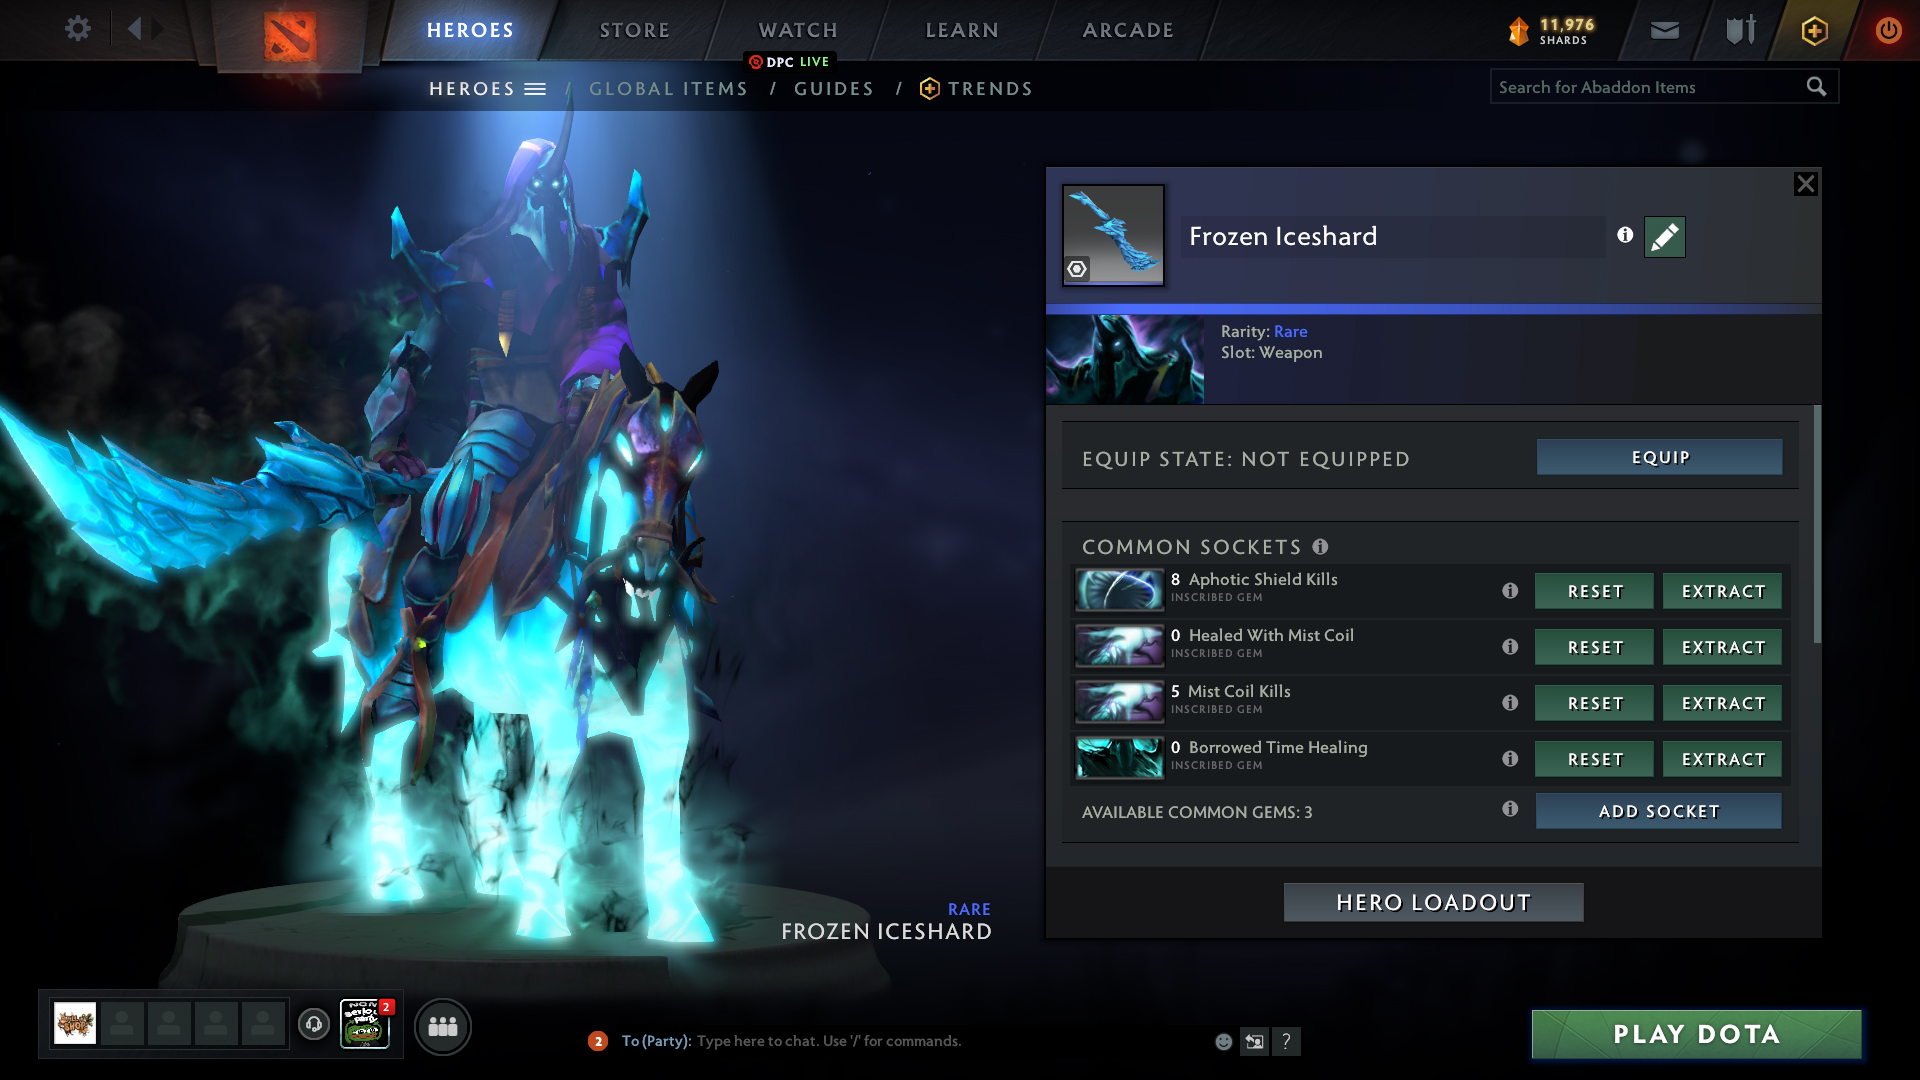 HEROES
STORE
WATCH
LEARN
ARCADE
11,976
SHARDS
DPC LIVE
HEROES / GLOBAL ITEMS / GUIDES / TRENDS
Search for Abaddon Items
Frozen Iceshard
Rarity: Rare
Slot: Weapon
EQUIP STATE: NOT EQUIPPED
EQUIP
COMMON SOCKETS
8 Aphotic Shield Kills
INSCRIBED GEM
RESET
EXTRACT
0 Healed With Mist Coil
INSCRIBED GEM
RESET
EXTRACT
5 Mist Coil Kills
INSCRIBED GEM
RESET
EXTRACT
0 Borrowed Time Healing
INSCRIBED GEM
RESET
EXTRACT
AVAILABLE COMMON GEMS: 3
ADD SOCKET
HERO LOADOUT
RARE
FROZEN ICESHARD
2
2
To (Party): Type here to chat. Use '/' for commands.
?
PLAY DOTA